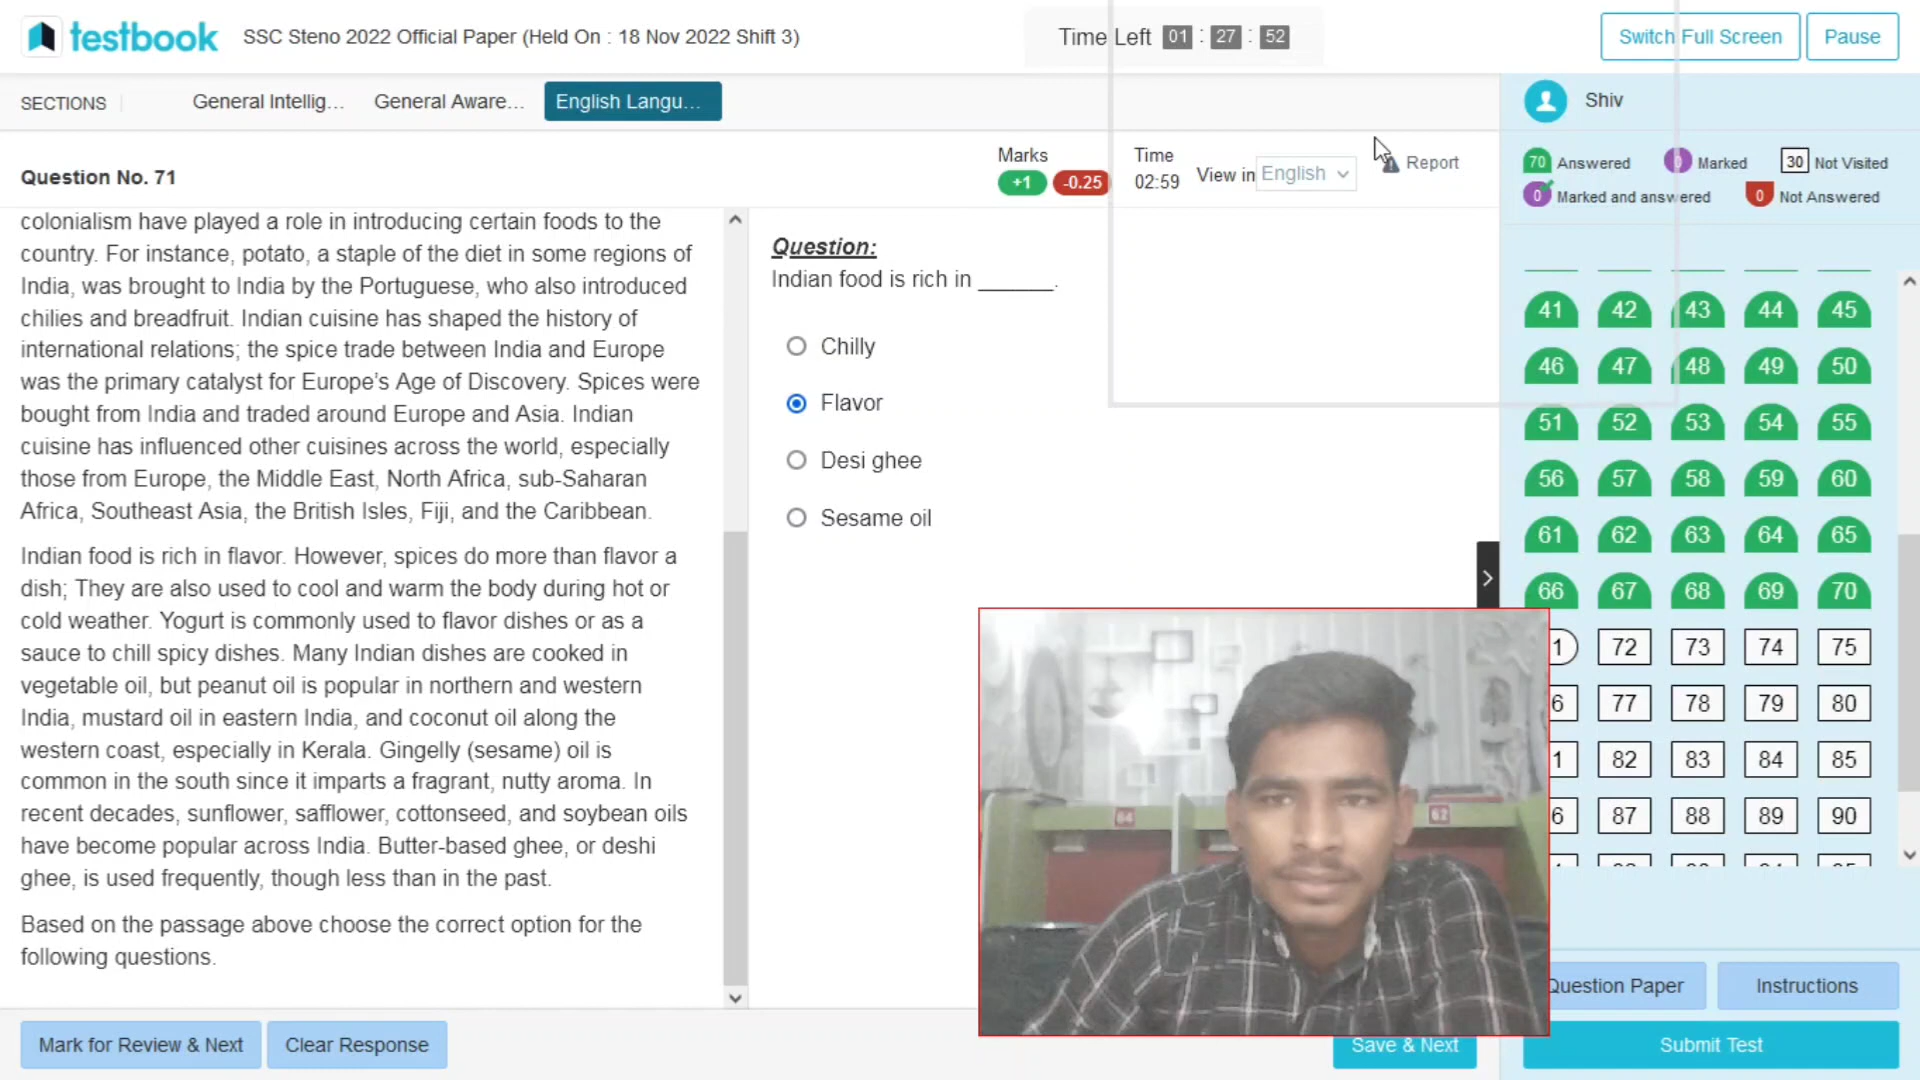 testbook
SSC Steno 2022 Official Paper (Held On : 18 Nov 2022 Shift 3)
Time Left 01 : 27 : 52
Switch Full Screen
Pause
SECTIONS
General Intellig...
General Aware...
English Langu...
Shiv
Question No. 71
Marks
+1 -0.25
Time
02:59
View in English
Report
70 Answered
0 Marked
30 Not Visited
0 Marked and answered
0 Not Answered
colonialism have played a role in introducing certain foods to the
country. For instance, potato, a staple of the diet in some regions of
India, was brought to India by the Portuguese, who also introduced
chilies and breadfruit. Indian cuisine has shaped the history of
international relations; the spice trade between India and Europe
was the primary catalyst for Europe's Age of Discovery. Spices were
bought from India and traded around Europe and Asia. Indian
cuisine has influenced other cuisines across the world, especially
those from Europe, the Middle East, North Africa, sub-Saharan
Africa, Southeast Asia, the British Isles, Fiji, and the Caribbean.
Indian food is rich in flavor. However, spices do more than flavor a
dish; They are also used to cool and warm the body during hot or
cold weather. Yogurt is commonly used to flavor dishes or as a
sauce to chill spicy dishes. Many Indian dishes are cooked in
vegetable oil, but peanut oil is popular in northern and western
India, mustard oil in eastern India, and coconut oil along the
western coast, especially in Kerala. Gingelly (sesame) oil is
common in the south since it imparts a fragrant, nutty aroma. In
recent decades, sunflower, safflower, cottonseed, and soybean oils
have become popular across India. Butter-based ghee, or deshi
ghee, is used frequently, though less than in the past.
Based on the passage above choose the correct option for the
following questions.
Question:
Indian food is rich in ______.
Chilly
Flavor
Desi ghee
Sesame oil
41 42 43 44 45
46 47 48 49 50
51 52 53 54 55
56 57 58 59 60
61 62 63 64 65
66 67 68 69 70
1 72 73 74 75
6 77 78 79 80
1 82 83 84 85
6 87 88 89 90
64
62
Question Paper
Instructions
Mark for Review & Next
Clear Response
Save & Next
Submit Test